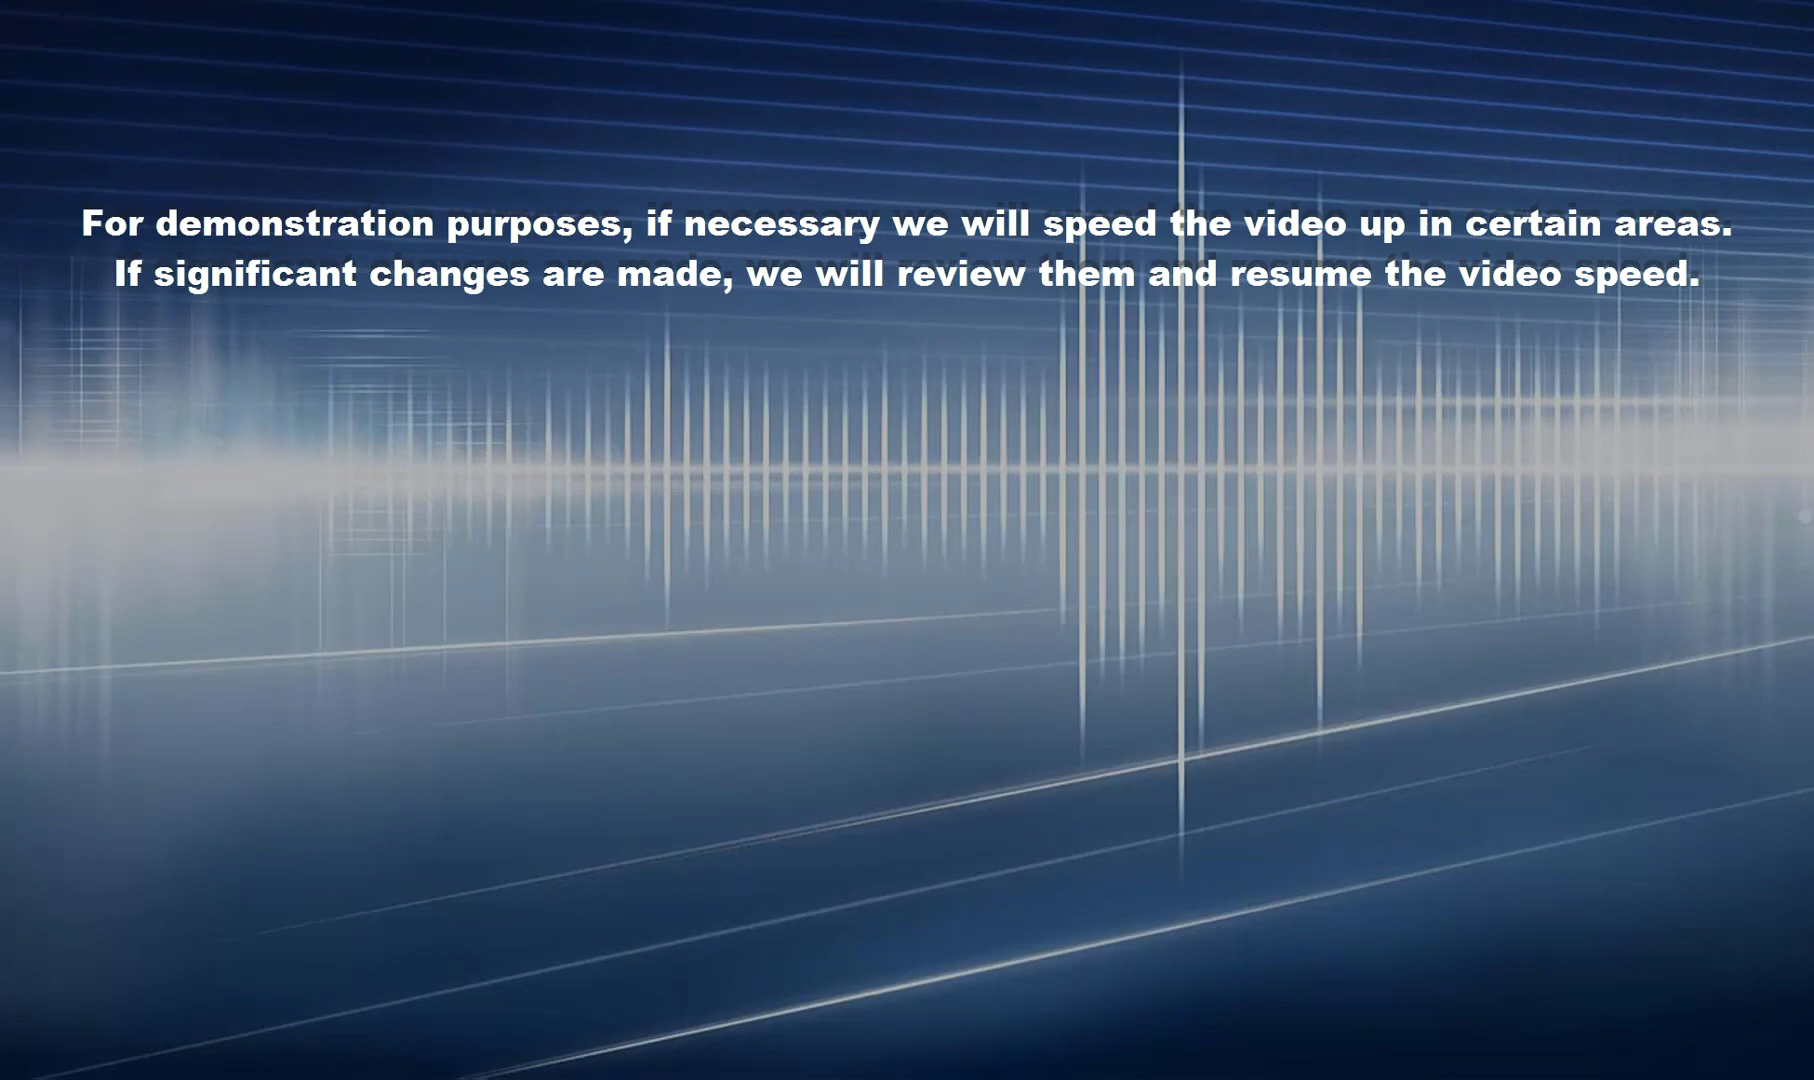 For demonstration purposes, if necessary we will speed the video up in certain areas.
If significant changes are made, we will review them and resume the video speed.